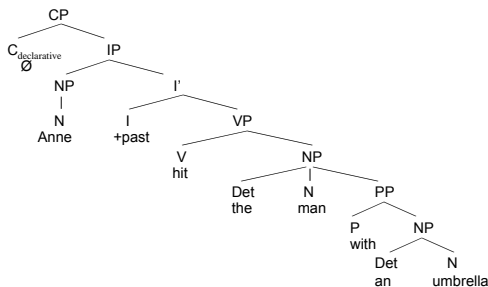 CP
C declarative IP
Ø
NP I'
N I VP
Anne +past
V NP
hit
Det N PP
the man
P NP
with
Det N
an umbrella